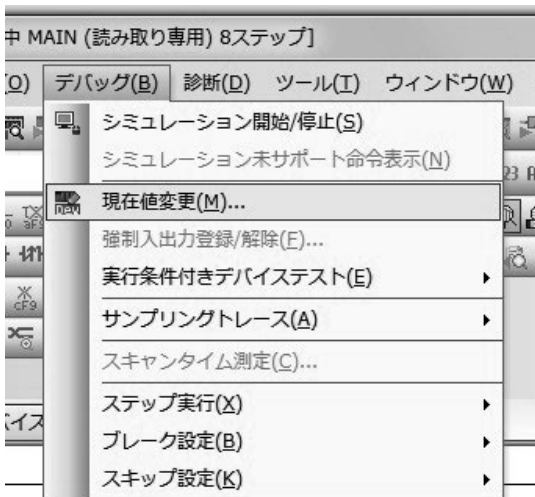 中 MAIN (読み取り専用) 8ステップ]
(O) デバッグ(B) 診断(D) ツール(T) ウィンドウ(W)
シミュレーション開始/停止(S)
シミュレーション未サポート命令表示(N)
現在値変更(M)...
強制入出力登録/解除(F)...
実行条件付きデバイステスト(E)
サンプリングトレース(A)
スキャンタイム測定(C)...
ステップ実行(X)
ブレーク設定(B)
スキップ設定(K)
cF9
バイス